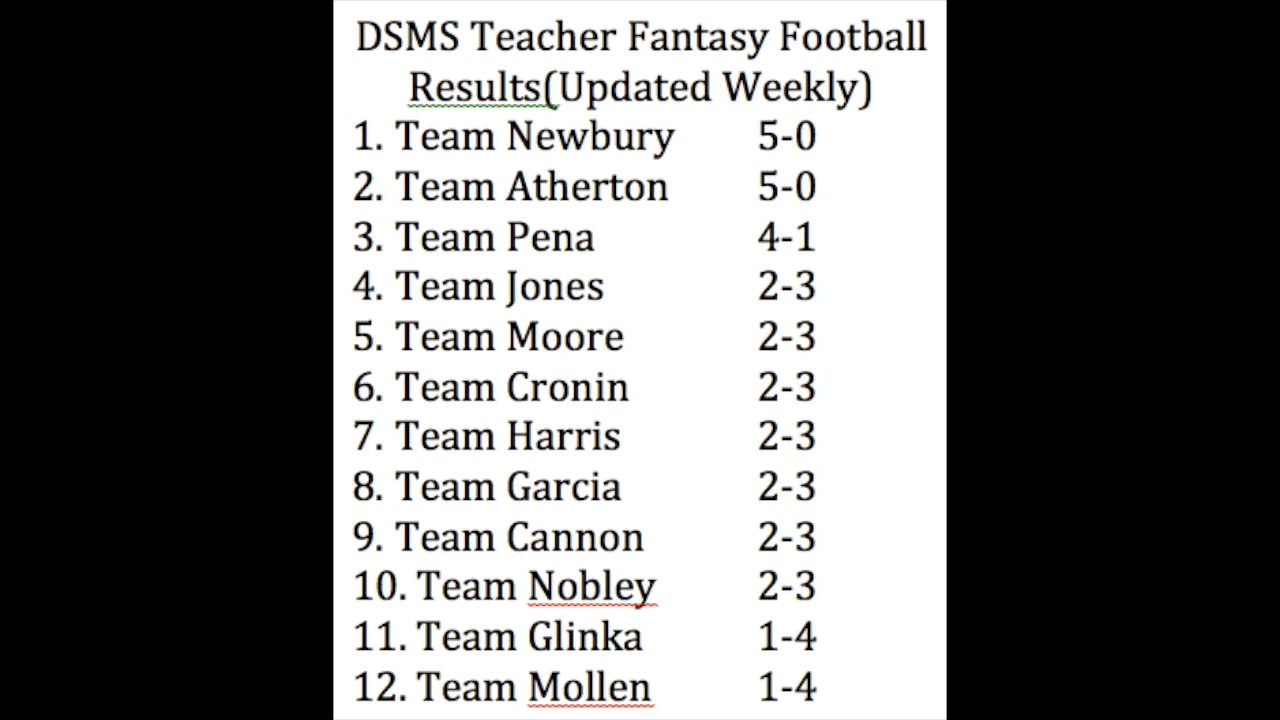 DSMS Teacher Fantasy Football
Results(Updated Weekly)
1. Team Newbury 5-0
2. Team Atherton 5-0
3. Team Pena 4-1
4. Team Jones 2-3
5. Team Moore 2-3
6. Team Cronin 2-3
7. Team Harris 2-3
8. Team Garcia 2-3
9. Team Cannon 2-3
10. Team Nobley 2-3
11. Team Glinka 1-4
12. Team Mollen 1-4